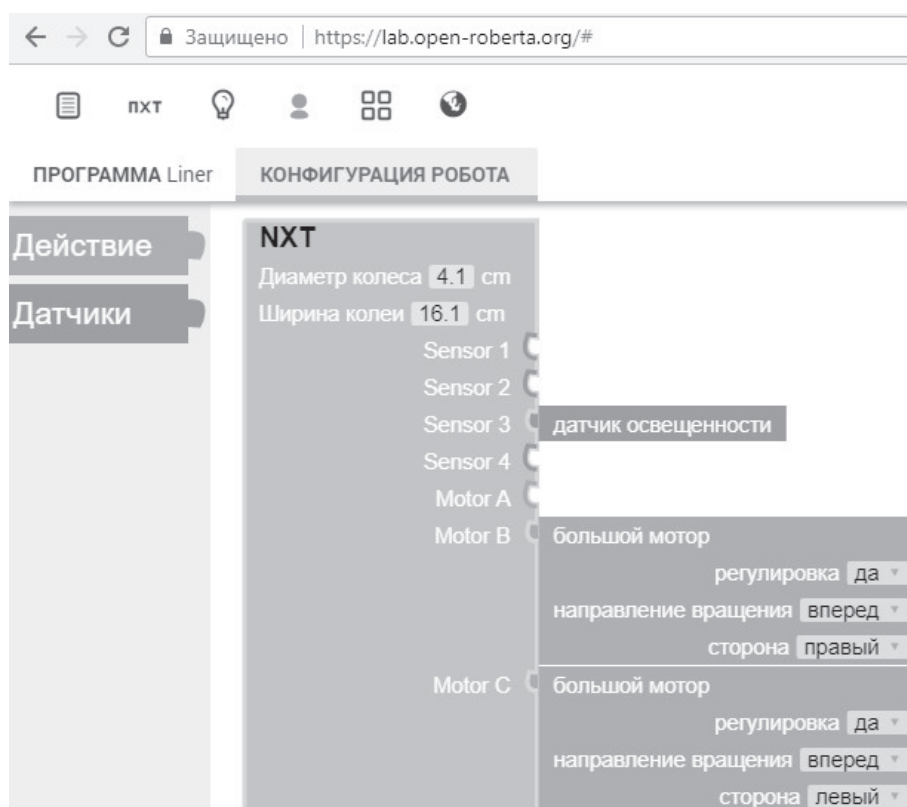 Защищено | https://lab.open-roberta.org/#
пхт
ПРОГРАММА Liner
КОНФИГУРАЦИЯ РОБОТА
Действие
Датчики
NXT
Диаметр колеса 4.1 cm
Ширина колеи 16.1 cm
Sensor 1
Sensor 2
Sensor 3 датчик освещенности
Sensor 4
Motor A
Motor B большой мотор
регулировка да
направление вращения вперед
сторона правый
Motor C большой мотор
регулировка да
направление вращения вперед
сторона левый